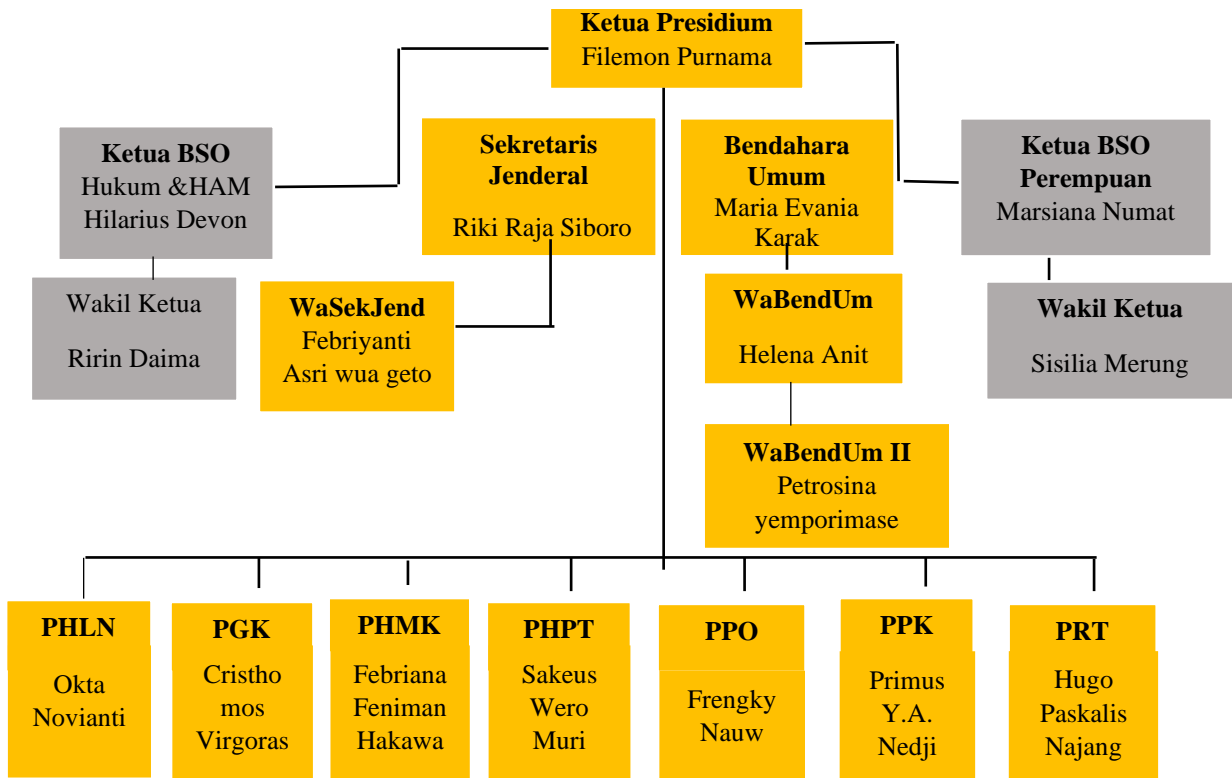 Ketua Presidium
Filemon Purnama
Ketua BSO
Hukum &HAM
Hilarius Devon
Sekretaris
Jenderal
Riki Raja Siboro
Bendahara
Umum
Maria Evania
Karak
Ketua BSO
Perempuan
Marsiana Numat
Wakil Ketua
Ririn Daima
WaSekJend
Febriyanti
Asri wua geto
WaBendUm
Helena Anit
Wakil Ketua
Sisilia Merung
WaBendUm II
Petrosina
yemporimase
PHLN
Okta
Novianti
PGK
Cristho
mos
Virgoras
PHMK
Febriana
Feniman
Hakawa
PHPT
Sakeus
Wero
Muri
PPO
Frengky
Nauw
PPK
Primus
Y.A.
Nedji
PRT
Hugo
Paskalis
Najang